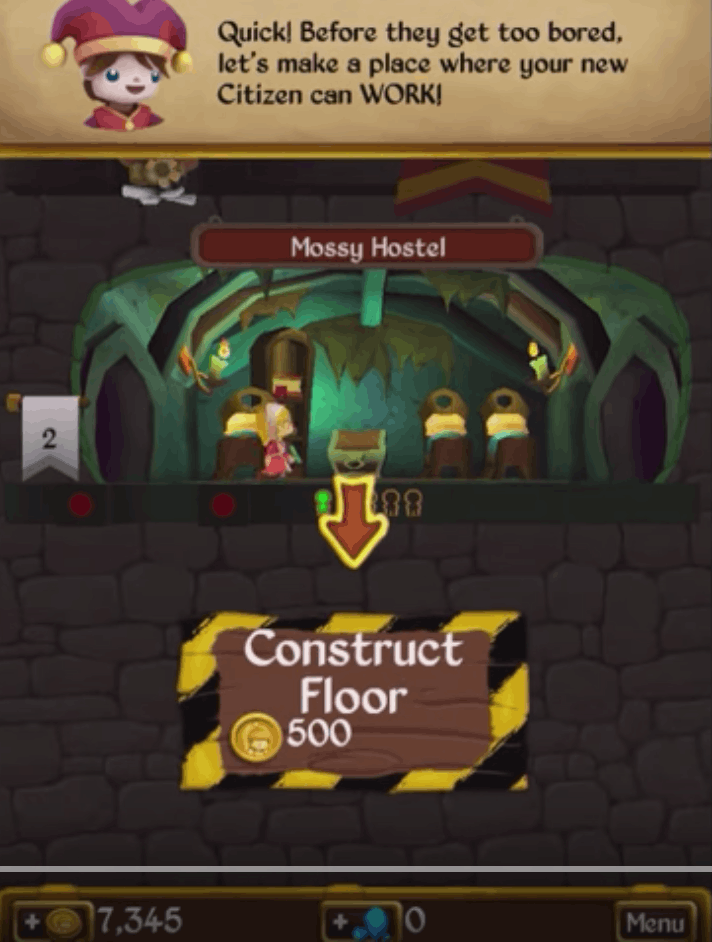 Quick! Before they get too bored,
let's make a place where your new
Citizen can WORK!
Mossy Hostel
2
Construct
Floor
500
+ 7,345 + 0 Menu